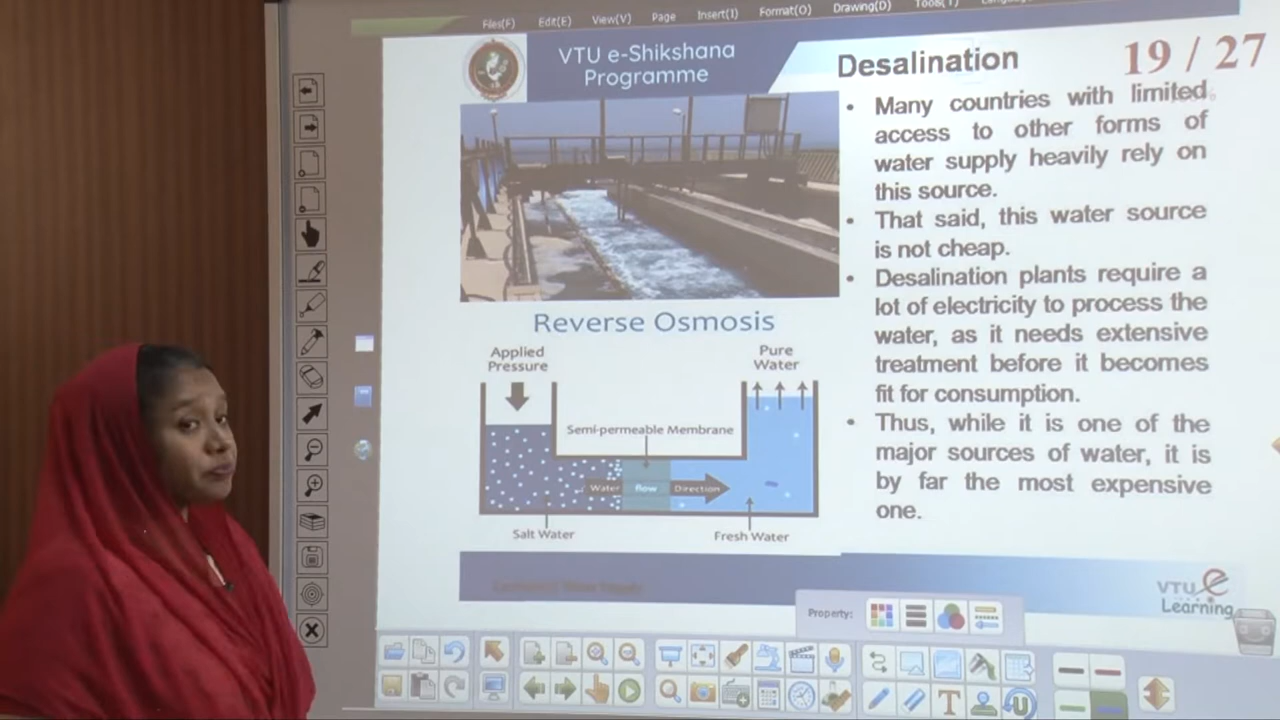 Files(F) Edit(E) View(V) Page Insert(I) Format(O) Drawing(D) Tools(T)
VTU e-Shikshana
Programme
Desalination
19 / 27
• Many countries with limited
access to other forms of
water supply heavily rely on
this source.
• That said, this water source
is not cheap.
• Desalination plants require a
lot of electricity to process the
water, as it needs extensive
treatment before it becomes
fit for consumption.
• Thus, while it is one of the
major sources of water, it is
by far the most expensive
one.
Reverse Osmosis
Applied
Pressure
Pure
Water
Semi-permeable Membrane
Water flow Direction
Salt Water
Fresh Water
VTU e
Learning
Property: